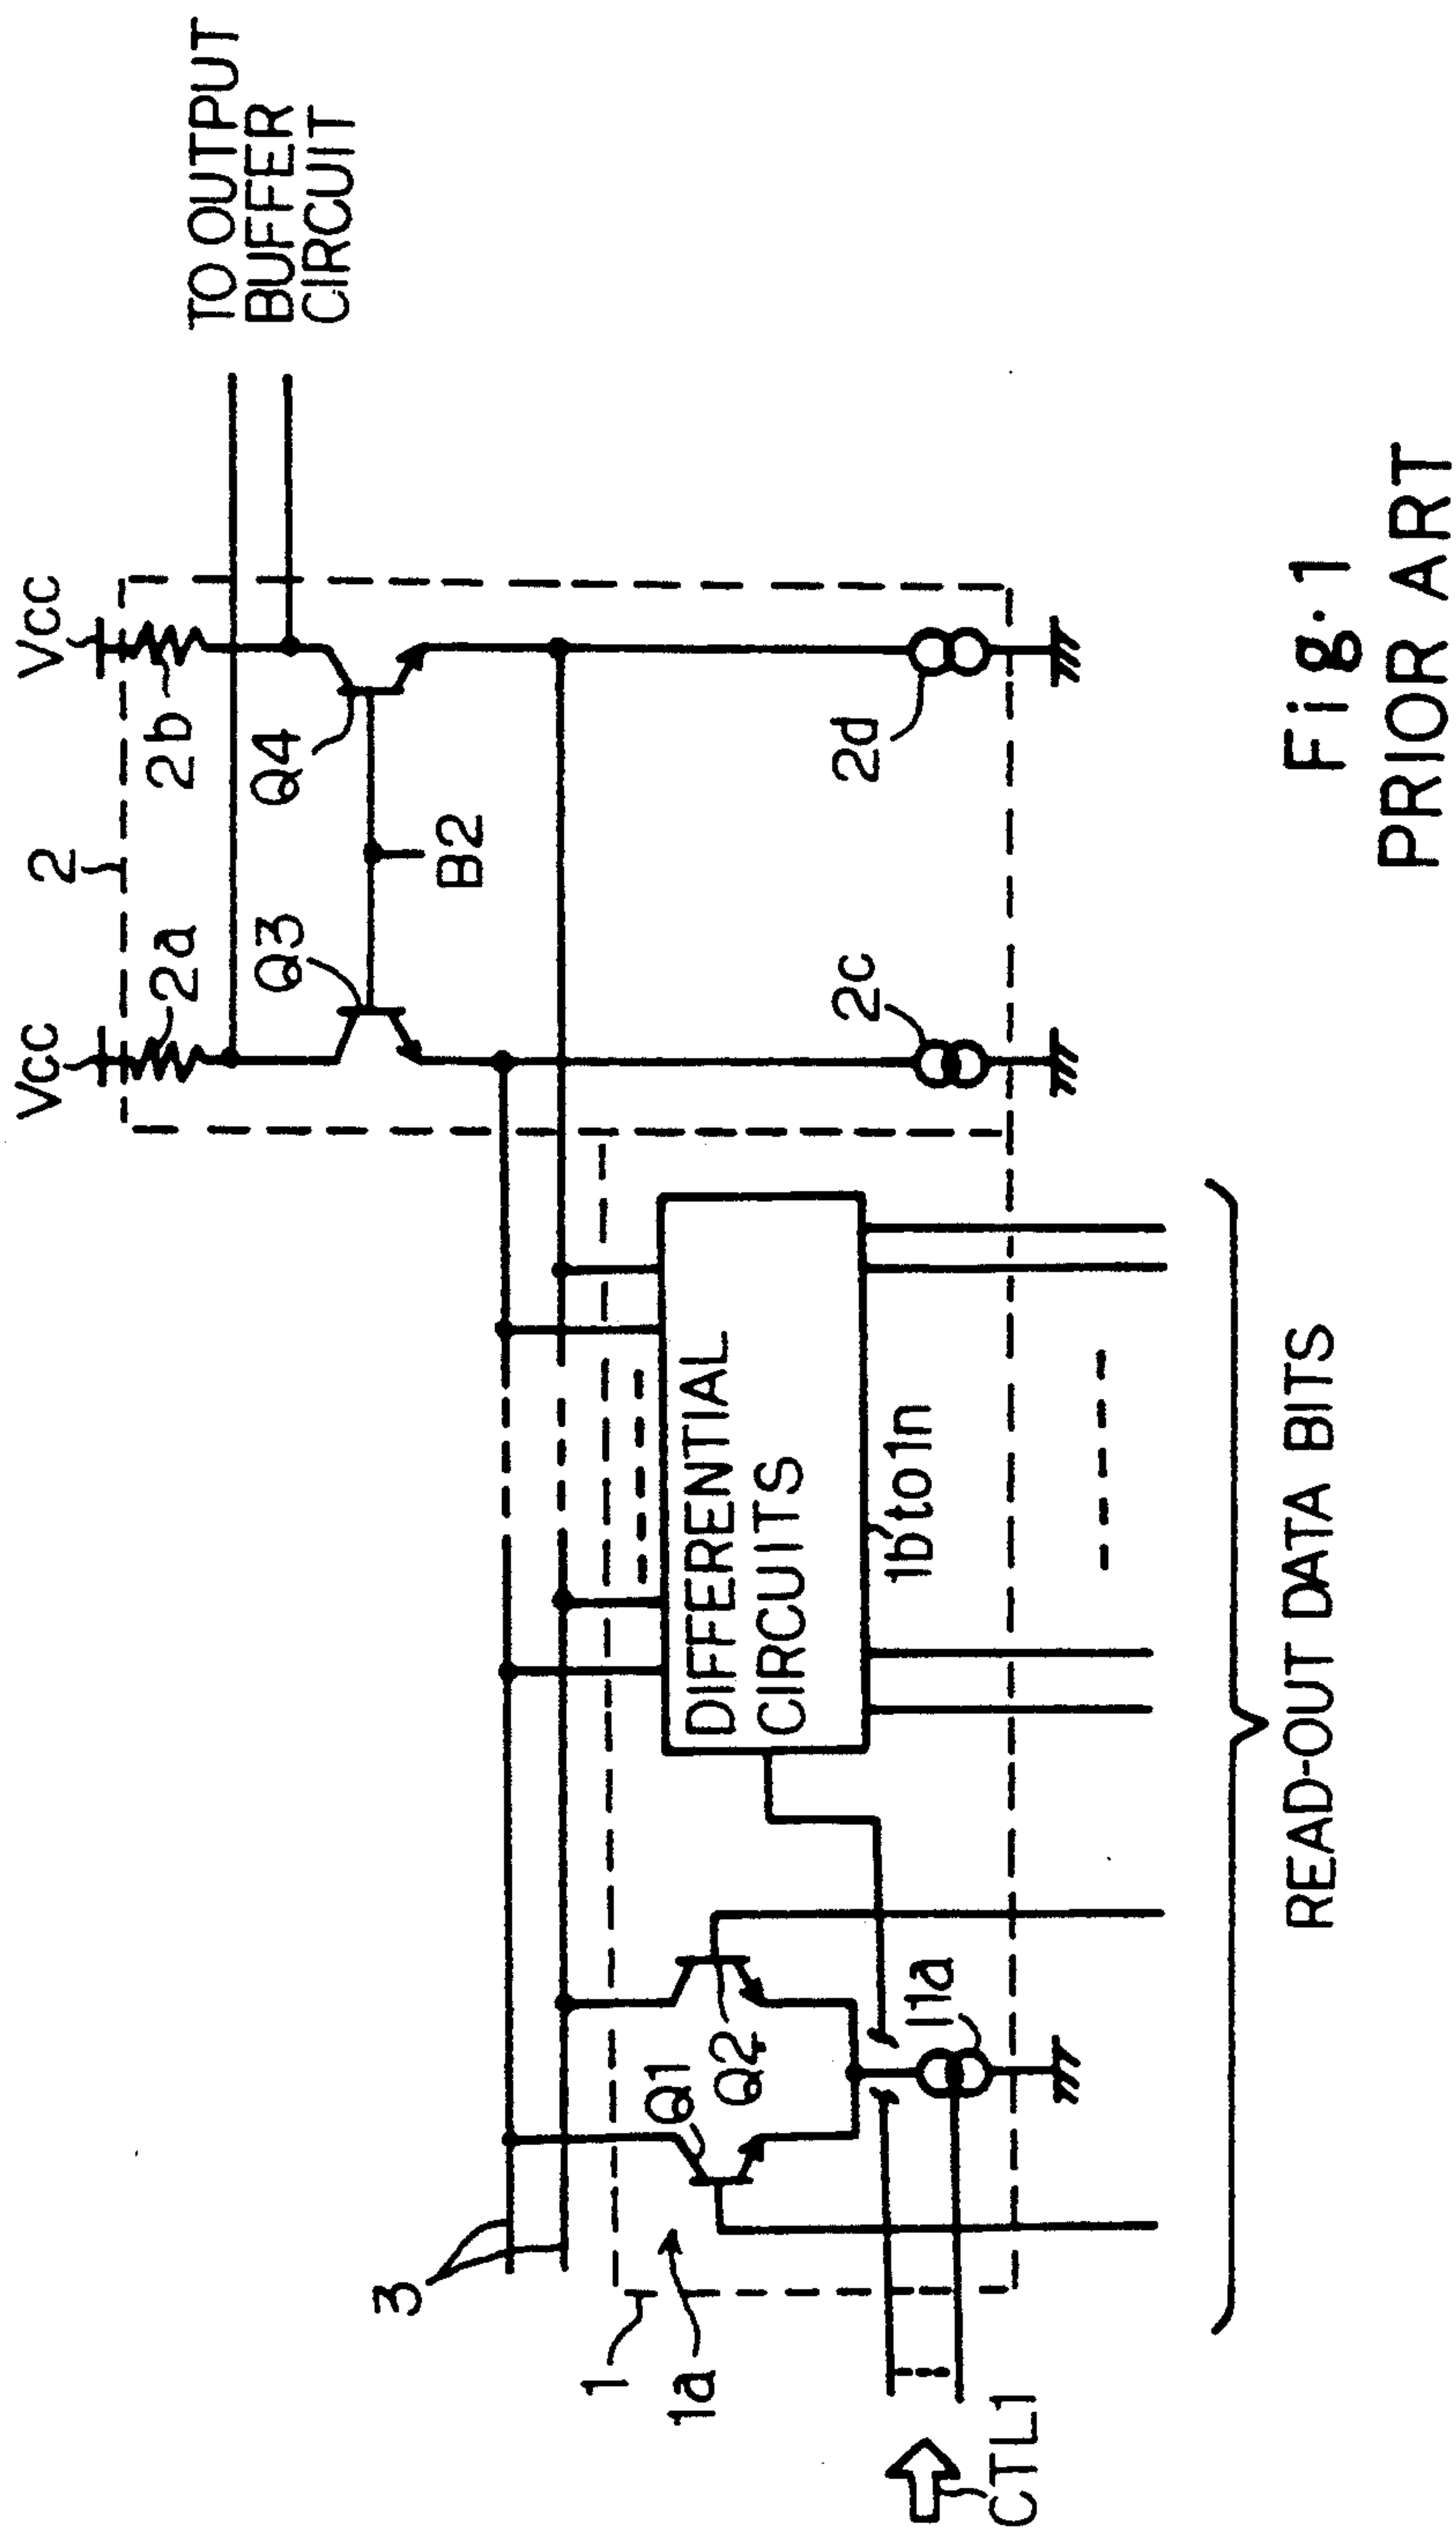 Vcc
2
Vcc
2a
2b
TO OUTPUT
BUFFER
CIRCUIT
Q3
Q4
B2
3
1
1a
Q1
Q2
DIFFERENTIAL
CIRCUITS
1b to 1n
11a
2c
2d
CTL1
READ-OUT DATA BITS
Fig. 1
PRIOR ART